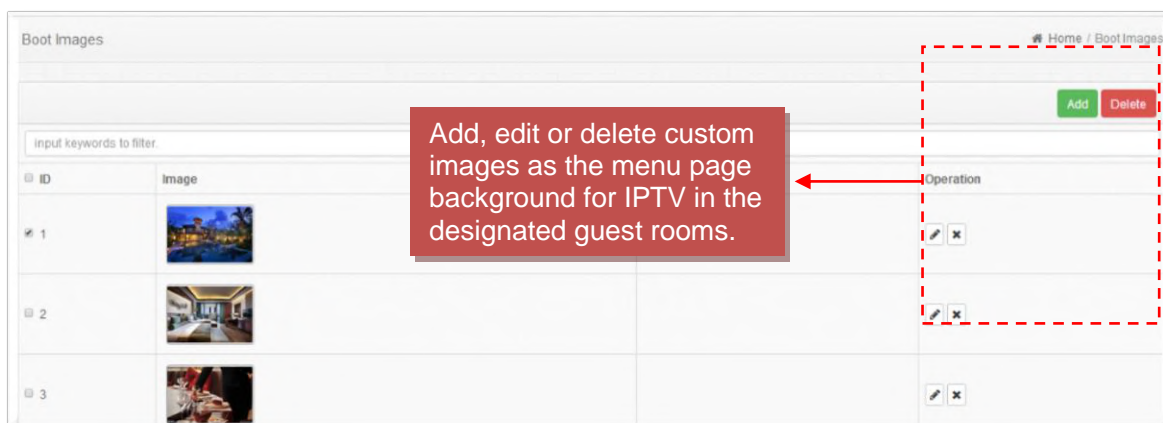 Boot Images
Home / Boot Images
Add Delete
input keywords to filter.
ID Image Operation
Add, edit or delete custom
images as the menu page
background for IPTV in the
designated guest rooms.
1
2
3